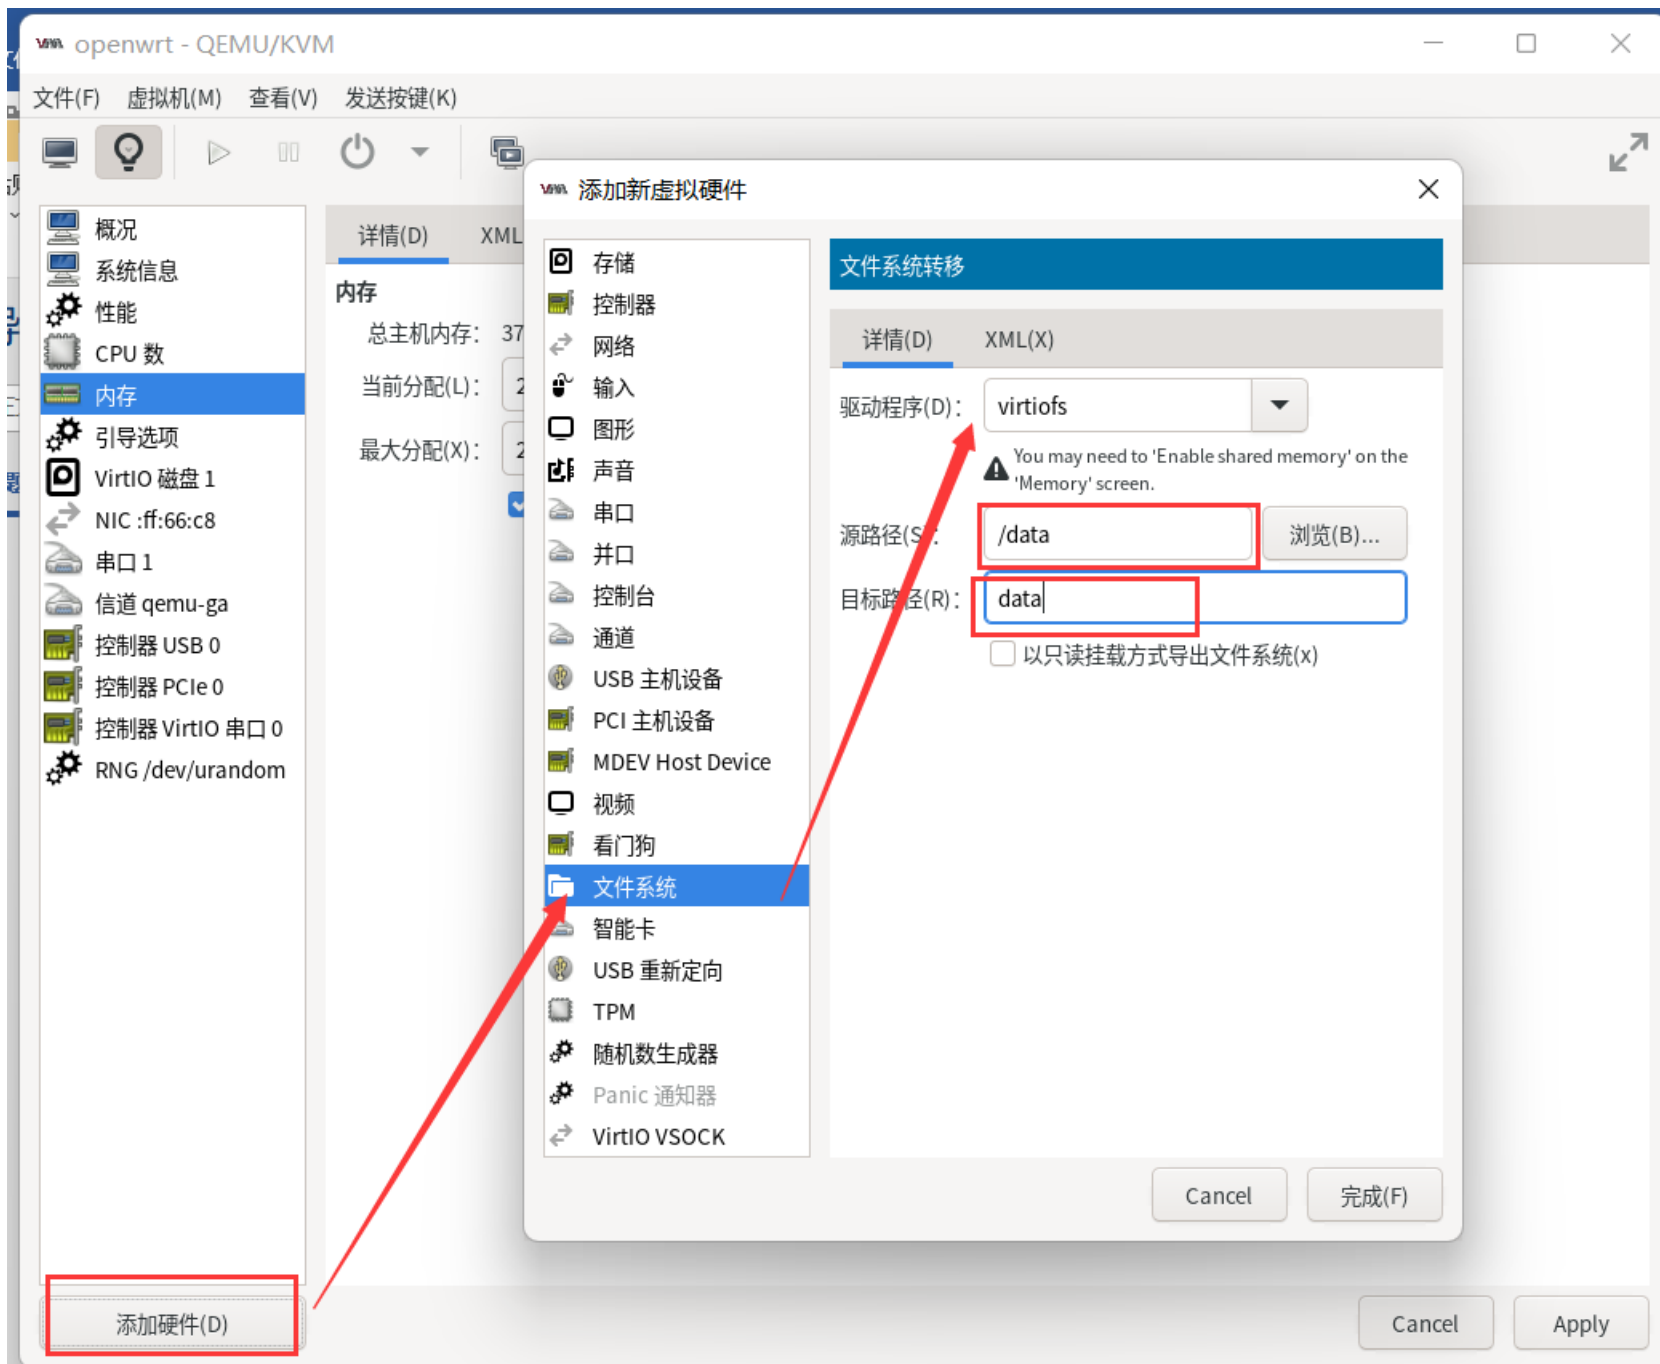 openwrt - QEMU/KVM
文件(F) 虚拟机(M) 查看(V) 发送按键(K)
概况
系统信息
性能
CPU 数
内存
引导选项
VirtIO 磁盘 1
NIC :ff:66:c8
串口 1
信道 qemu-ga
控制器 USB 0
控制器 PCIe 0
控制器 VirtIO 串口 0
RNG /dev/urandom
添加硬件(D)
详情(D) XML
内存
总主机内存： 37
当前分配(L)： 2
最大分配(X)： 2
添加新虚拟硬件
存储
控制器
网络
输入
图形
声音
串口
并口
控制台
通道
USB 主机设备
PCI 主机设备
MDEV Host Device
视频
看门狗
文件系统
智能卡
USB 重新定向
TPM
随机数生成器
Panic 通知器
VirtIO VSOCK
文件系统转移
详情(D) XML(X)
驱动程序(D)： virtiofs
You may need to 'Enable shared memory' on the
'Memory' screen.
源路径(S)： /data 浏览(B)...
目标路径(R)： data
以只读挂载方式导出文件系统(x)
Cancel 完成(F)
Cancel Apply